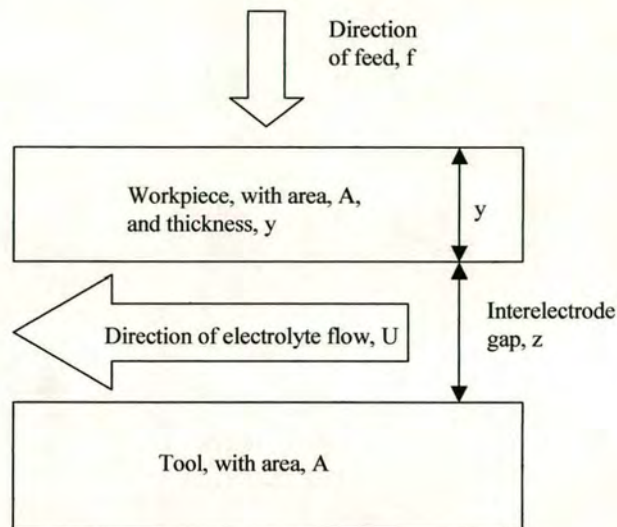 Direction
of feed, f
Workpiece, with area, A,
and thickness, y
y
Direction of electrolyte flow, U
Interelectrode
gap, z
Tool, with area, A